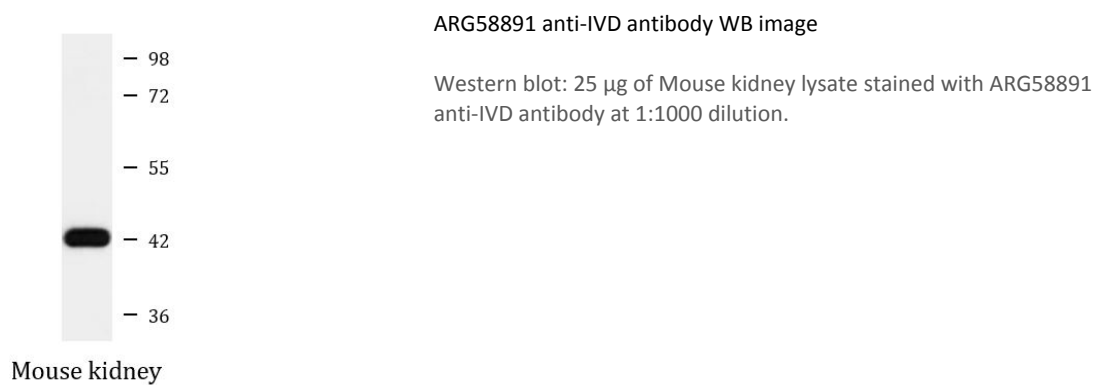 ARG58891 anti-IVD antibody WB image
Western blot: 25 µg of Mouse kidney lysate stained with ARG58891
anti-IVD antibody at 1:1000 dilution.
98
72
55
42
36
Mouse kidney